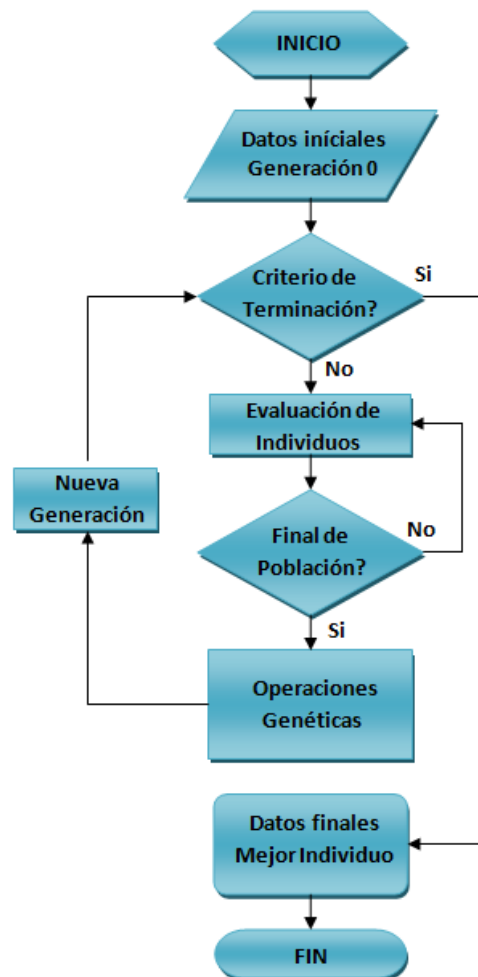 INICIO
Datos iníciales
Generación 0
Criterio de
Terminación?
Si
No
Evaluación de
Individuos
Nueva
Generación
Final de
Población?
No
Si
Operaciones
Genéticas
Datos finales
Mejor Individuo
FIN